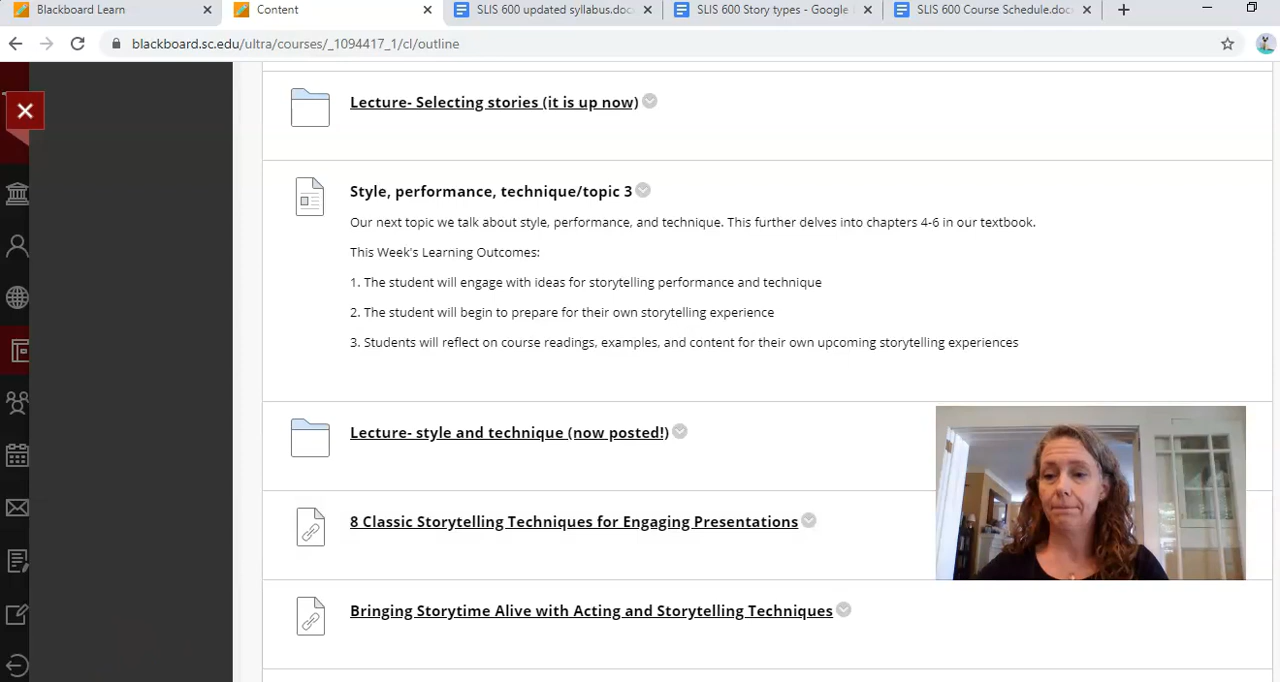 Blackboard Learn
Content
SLIS 600 updated syllabus.doc
SLIS 600 Story types - Google
SLIS 600 Course Schedule.doc
blackboard.sc.edu/ultra/courses/_1094417_1/cl/outline
Lecture- Selecting stories (it is up now)
Style, performance, technique/topic 3
Our next topic we talk about style, performance, and technique. This further delves into chapters 4-6 in our textbook.
This Week's Learning Outcomes:
1. The student will engage with ideas for storytelling performance and technique
2. The student will begin to prepare for their own storytelling experience
3. Students will reflect on course readings, examples, and content for their own upcoming storytelling experiences
Lecture- style and technique (now posted!)
8 Classic Storytelling Techniques for Engaging Presentations
Bringing Storytime Alive with Acting and Storytelling Techniques